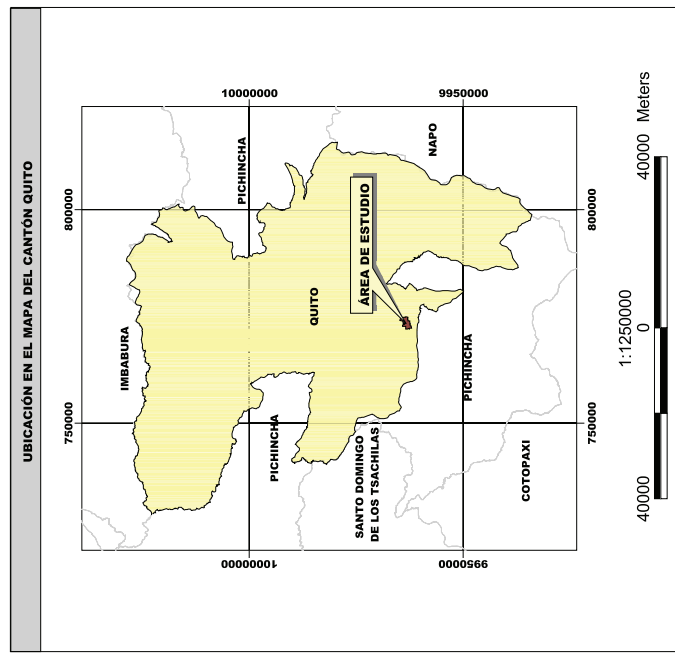 UBICACIÓN EN EL MAPA DEL CANTÓN QUITO
750000
800000
10000000
10000000
9950000
9950000
IMBABURA
PICHINCHA
PICHINCHA
QUITO
ÁREA DE ESTUDIO
NAPO
SANTO DOMINGO
DE LOS TSACHILAS
PICHINCHA
COTOPAXI
750000
800000
1:1250000
40000
0
40000 Meters